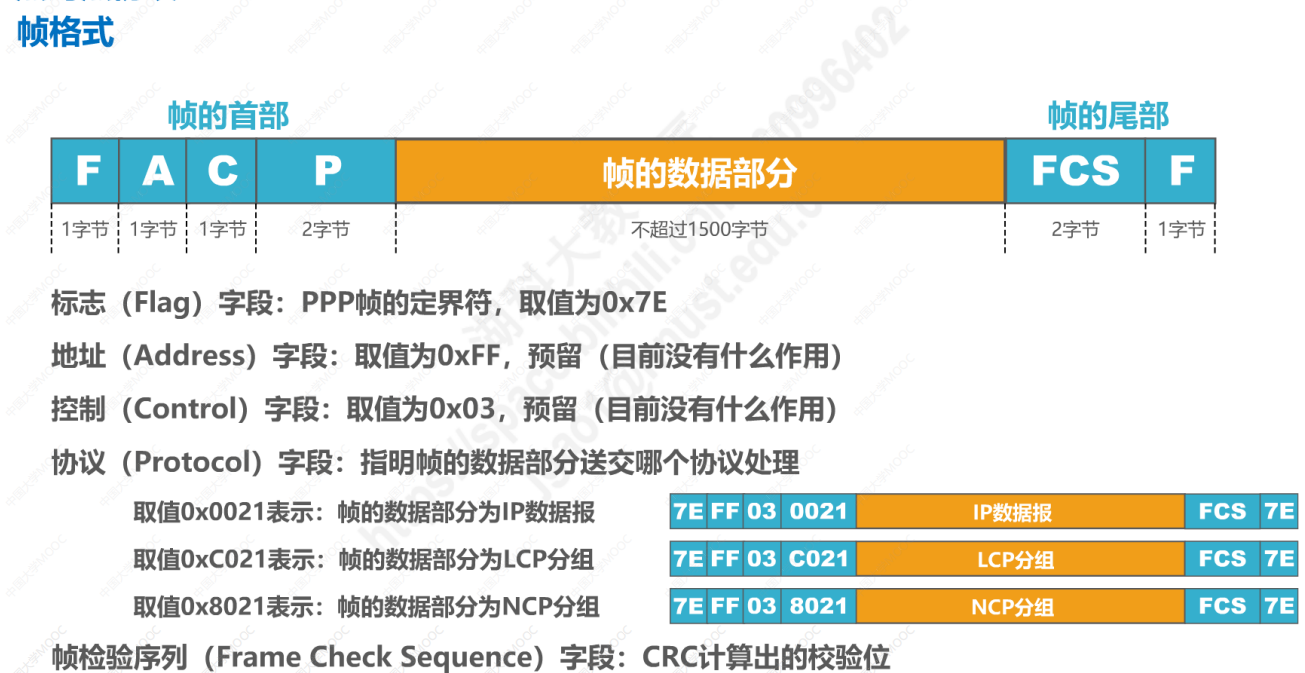 帧格式
帧的首部 帧的尾部
F A C P 帧的数据部分 FCS F
1字节 1字节 1字节 2字节 不超过1500字节 2字节 1字节
标志（Flag）字段：PPP帧的定界符，取值为0x7E
地址（Address）字段：取值为0xFF，预留（目前没有什么作用）
控制（Control）字段：取值为0x03，预留（目前没有什么作用）
协议（Protocol）字段：指明帧的数据部分送交哪个协议处理
取值0x0021表示：帧的数据部分为IP数据报 7E FF 03 0021 IP数据报 FCS 7E
取值0xC021表示：帧的数据部分为LCP分组 7E FF 03 C021 LCP分组 FCS 7E
取值0x8021表示：帧的数据部分为NCP分组 7E FF 03 8021 NCP分组 FCS 7E
帧检验序列（Frame Check Sequence）字段：CRC计算出的校验位
中国大学MOOC